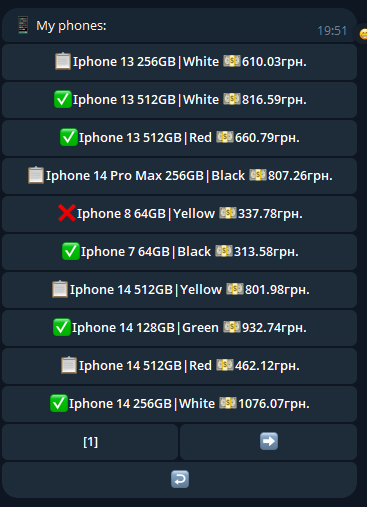 My phones:
19:51
Iphone 13 256GB|White 610.03грн.
Iphone 13 512GB|White 816.59грн.
Iphone 13 512GB|Red 660.79грн.
Iphone 14 Pro Max 256GB|Black 807.26грн.
Iphone 8 64GB|Yellow 337.78грн.
Iphone 7 64GB|Black 313.58грн.
Iphone 14 512GB|Yellow 801.98грн.
Iphone 14 128GB|Green 932.74грн.
Iphone 14 512GB|Red 462.12грн.
Iphone 14 256GB|White 1076.07грн.
[1]